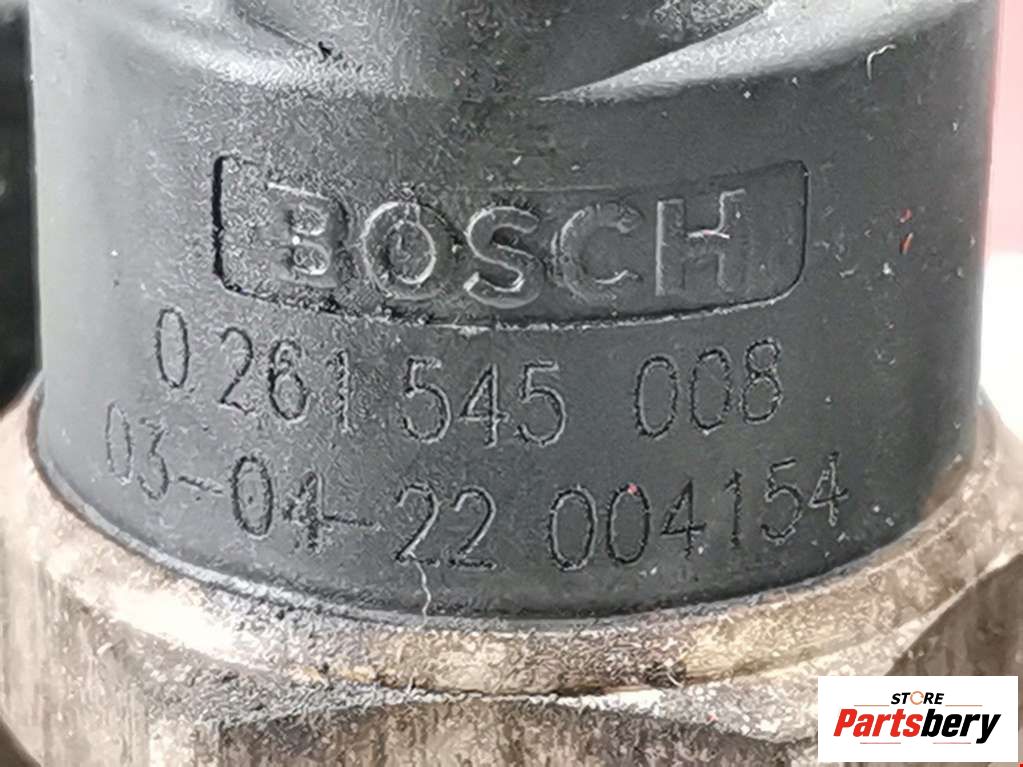 BOSCH
0 261 545 008
03-04-22 004154
STORE
Partsbery